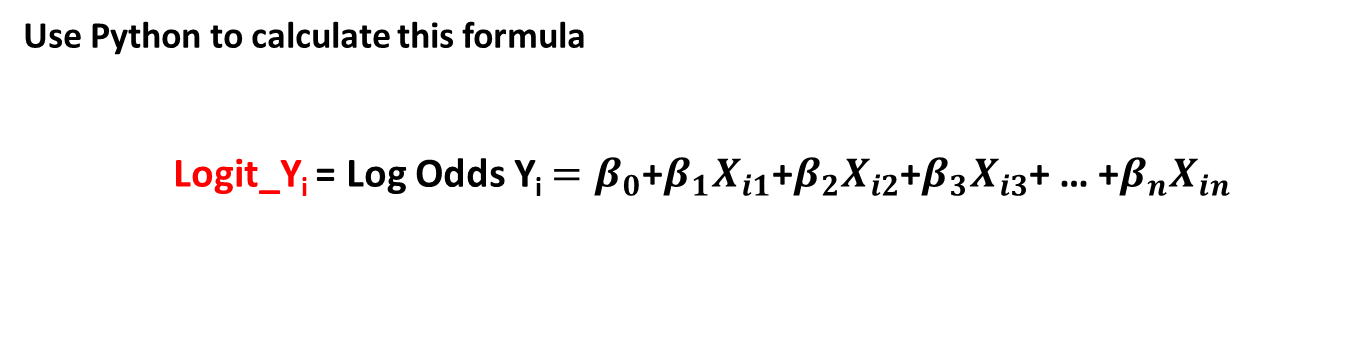 Use Python to calculate this formula
Logit_Yᵢ = Log Odds Yᵢ = β₀+β₁Xᵢ₁+β₂Xᵢ₂+β₃Xᵢ₃+ ... +βₙXᵢₙ